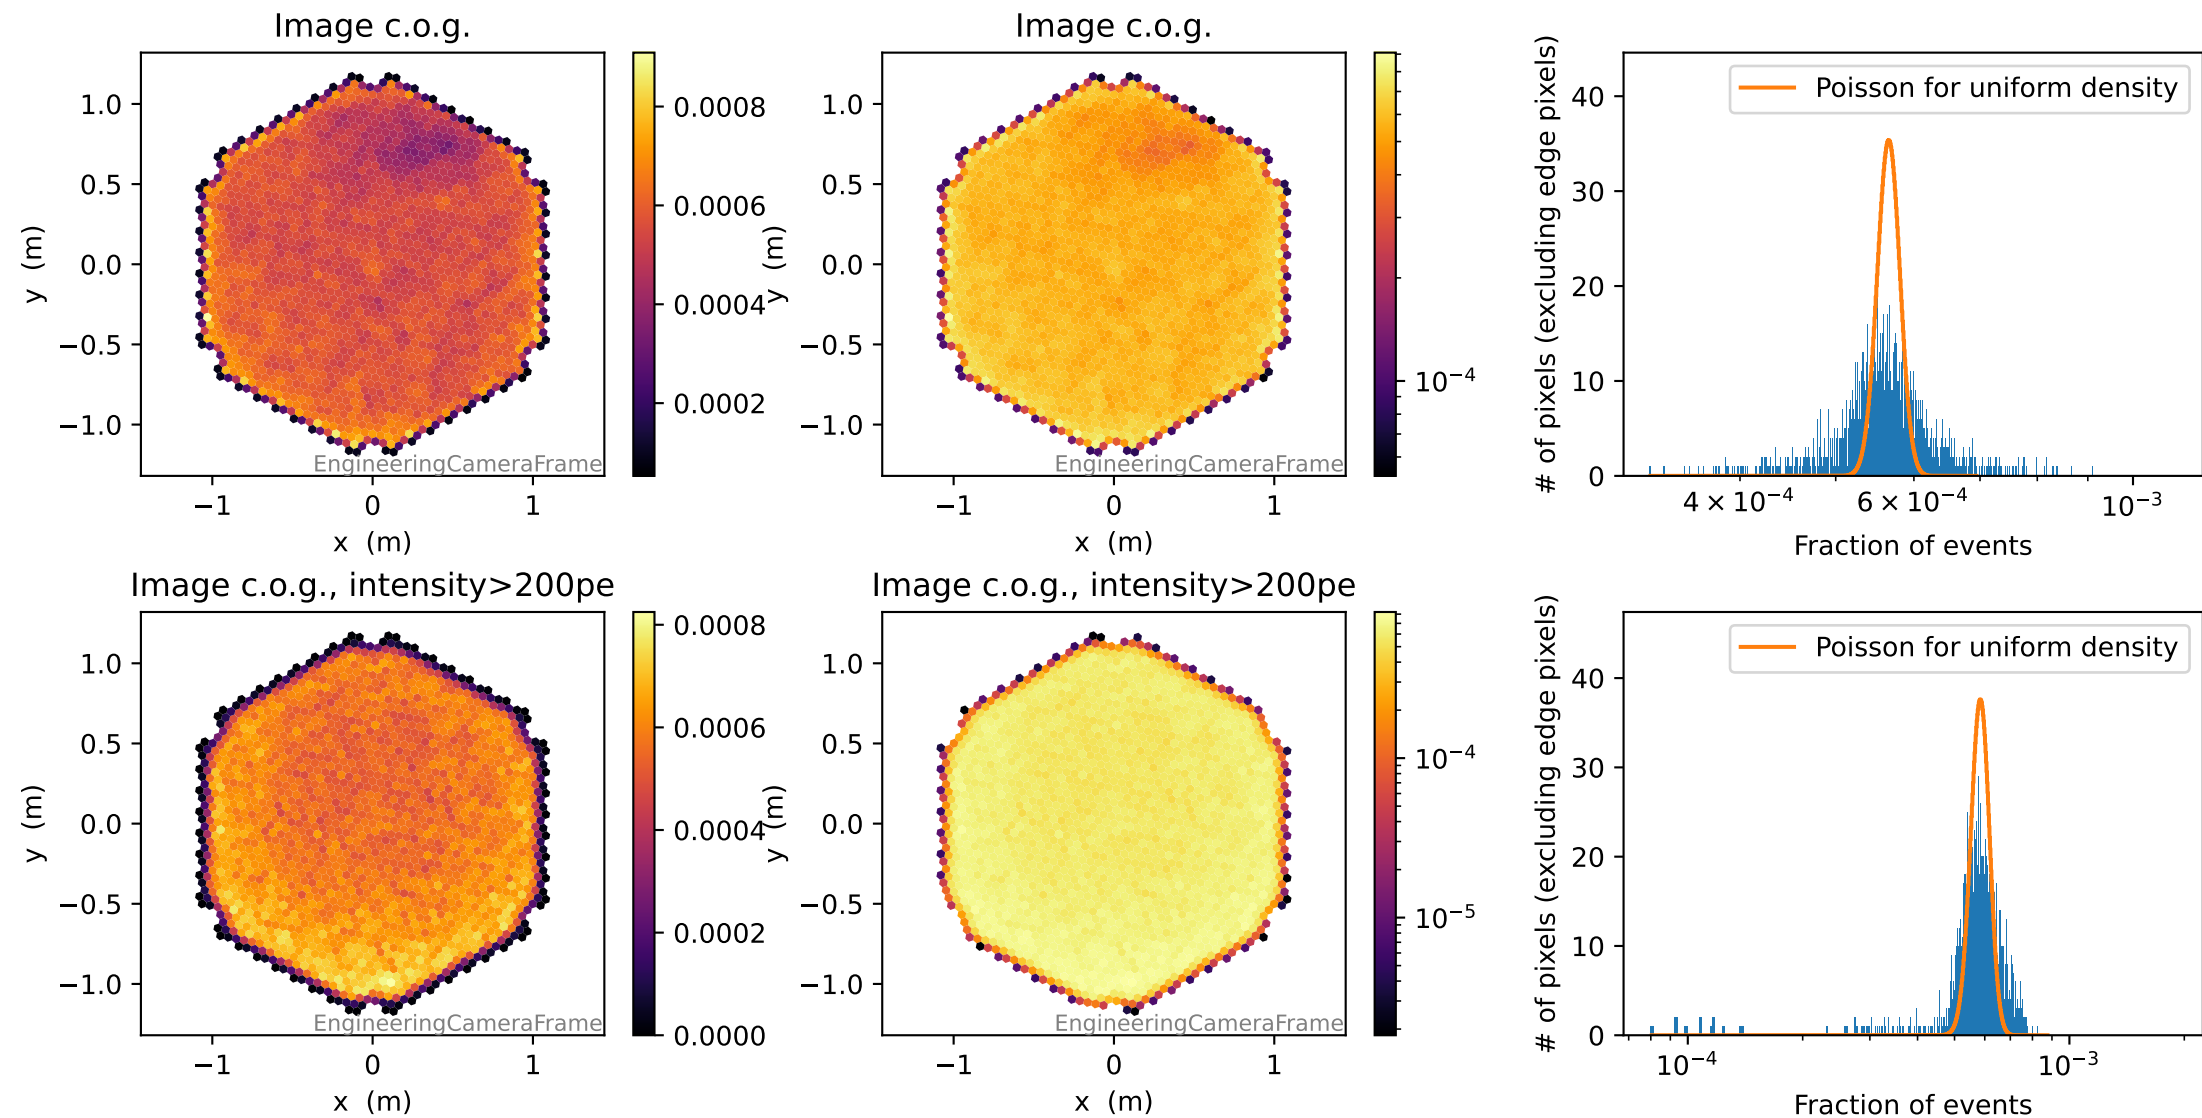 Image c.o.g.
1.0
0.5
0.0
−0.5
−1.0
y (m)
−1
0
1
x (m)
EngineeringCameraFrame
0.0008
0.0006
0.0004
0.0002
Image c.o.g.
1.0
0.5
0.0
−0.5
−1.0
y (m)
−1
0
1
x (m)
EngineeringCameraFrame
10⁻⁴
# of pixels (excluding edge pixels)
40
30
20
10
0
Poisson for uniform density
4 × 10⁻⁴
6 × 10⁻⁴
10⁻³
Fraction of events
Image c.o.g., intensity>200pe
1.0
0.5
0.0
−0.5
−1.0
y (m)
−1
0
1
x (m)
EngineeringCameraFrame
0.0008
0.0006
0.0004
0.0002
0.0000
Image c.o.g., intensity>200pe
1.0
0.5
0.0
−0.5
−1.0
y (m)
−1
0
1
x (m)
EngineeringCameraFrame
10⁻⁴
10⁻⁵
# of pixels (excluding edge pixels)
40
30
20
10
0
Poisson for uniform density
10⁻⁴
10⁻³
Fraction of events